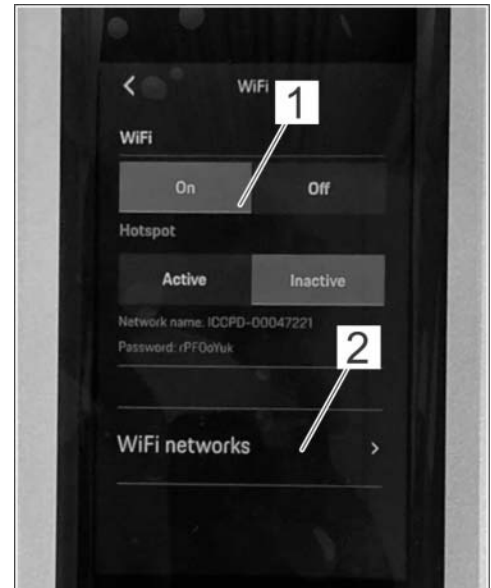 WiFi
1
WiFi
On Off
Hotspot
Active Inactive
Network name: ICCPD-00047221
Password: rPFOoYuk
2
WiFi networks